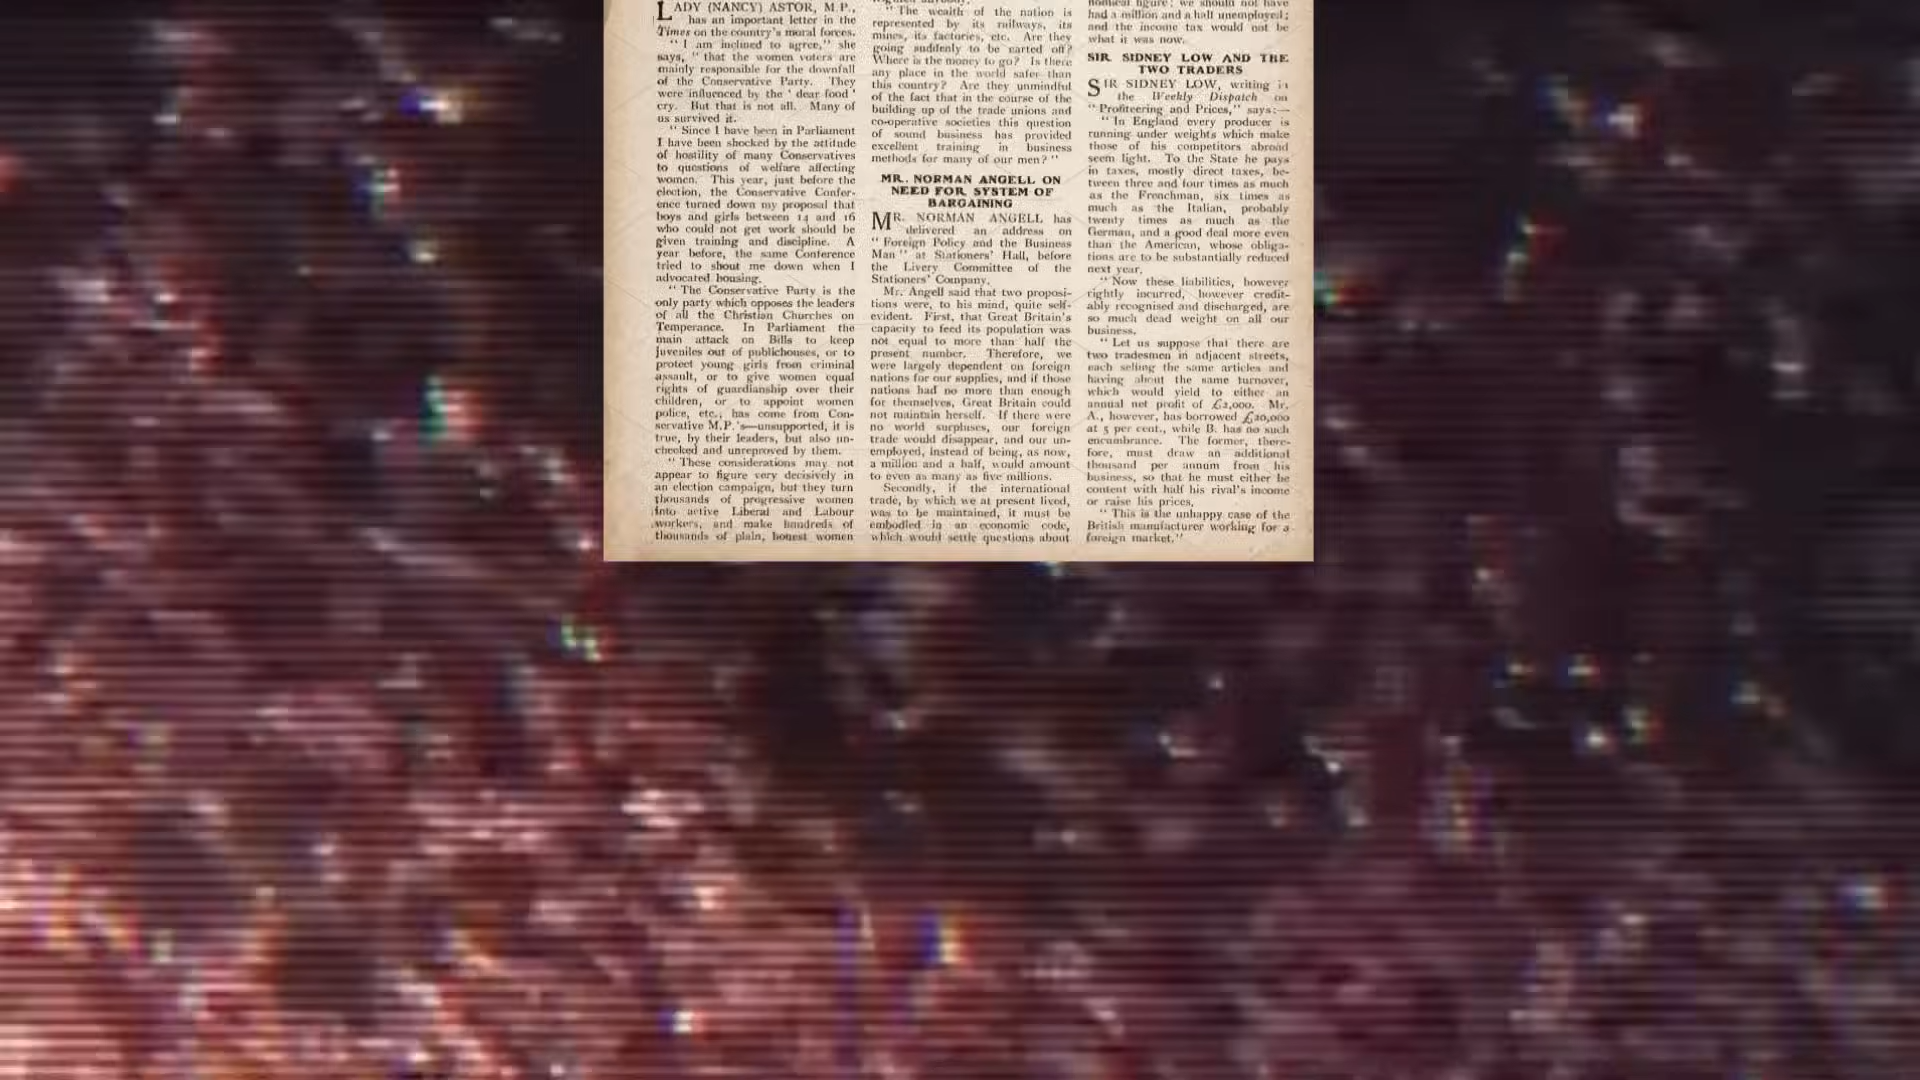 LADY (NANCY) ASTOR, M.P.,
has an important letter in the
Times on the country's moral forces.
" I am inclined to agree," she
says, " that the women voters are
mainly responsible for the downfall
of the Conservative Party. They
were influenced by the ' dear food '
cry. But that is not all. Many of
us survived it.
" Since I have been in Parliament
I have been shocked by the attitude
of hostility of many Conservatives
to questions of welfare affecting
women. This year, just before the
election, the Conservative Confer-
ence turned down my proposal that
boys and girls between 14 and 16
who could not get work should be
given training and discipline. A
year before, the same Conference
tried to shout me down when I
advocated housing.
" The Conservative Party is the
only party which opposes the leaders
of all the Christian Churches on
Temperance. In Parliament the
main attack on Bills to keep
juveniles out of publichouses, or to
protect young girls from criminal
assault, or to give women equal
rights of guardianship over their
children, or to appoint women
police, etc., has come from Con-
servative M.P.'s—unsupported, it is
true, by their leaders, but also un-
checked and unreproved by them.
" These considerations may not
appear to figure very decisively in
an election campaign, but they turn
thousands of progressive women
into active Liberal and Labour
workers, and make hundreds of
thousands of plain, honest women
" The wealth of the nation is
represented by its railways, its
mines, its factories, etc. Are they
going suddenly to be carted off?
Where is the money to go? Is there
any place in the world safer than
this country? Are they unmindful
of the fact that in the course of the
building up of the trade unions and
co-operative societies this question
of sound business has provided
excellent training in business
methods for many of our men? "
MR. NORMAN ANGELL ON
NEED FOR SYSTEM OF
BARGAINING
MR. NORMAN ANGELL has
delivered an address on
" Foreign Policy and the Business
Man " at Stationers' Hall, before
the Livery Committee of the
Stationers' Company.
Mr. Angell said that two proposi-
tions were, to his mind, quite self-
evident. First, that Great Britain's
capacity to feed its population was
not equal to more than half the
present number. Therefore, we
were largely dependent on foreign
nations for our supplies, and if those
nations had no more than enough
for themselves, Great Britain could
not maintain herself. If there were
no world surpluses, our foreign
trade would disappear, and our un-
employed, instead of being, as now,
a million and a half, would amount
to even as many as five millions.
Secondly, if the international
trade, by which we at present lived,
was to be maintained, it must be
embodied in an economic code,
which would settle questions about
nomical figure; we should not have
had a million and a half unemployed;
and the income tax would not be
what it was now.
SIR SIDNEY LOW AND THE
TWO TRADERS
SIR SIDNEY LOW, writing in
the Weekly Dispatch on
" Profiteering and Prices," says:—
" In England every producer is
running under weights which make
those of his competitors abroad
seem light. To the State he pays
in taxes, mostly direct taxes, be-
tween three and four times as much
as the Frenchman, six times as
much as the Italian, probably
twenty times as much as the
German, and a good deal more even
than the American, whose obliga-
tions are to be substantially reduced
next year.
" Now these liabilities, however
rightly incurred, however credit-
ably recognised and discharged, are
so much dead weight on all our
business.
" Let us suppose that there are
two tradesmen in adjacent streets,
each selling the same articles and
having about the same turnover,
which would yield to either an
annual net profit of £2,000. Mr.
A., however, has borrowed £20,000
at 5 per cent., while B. has no such
encumbrance. The former, there-
fore, must draw an additional
thousand per annum from his
business, so that he must either be
content with half his rival's income
or raise his prices.
" This is the unhappy case of the
British manufacturer working for a
foreign market."